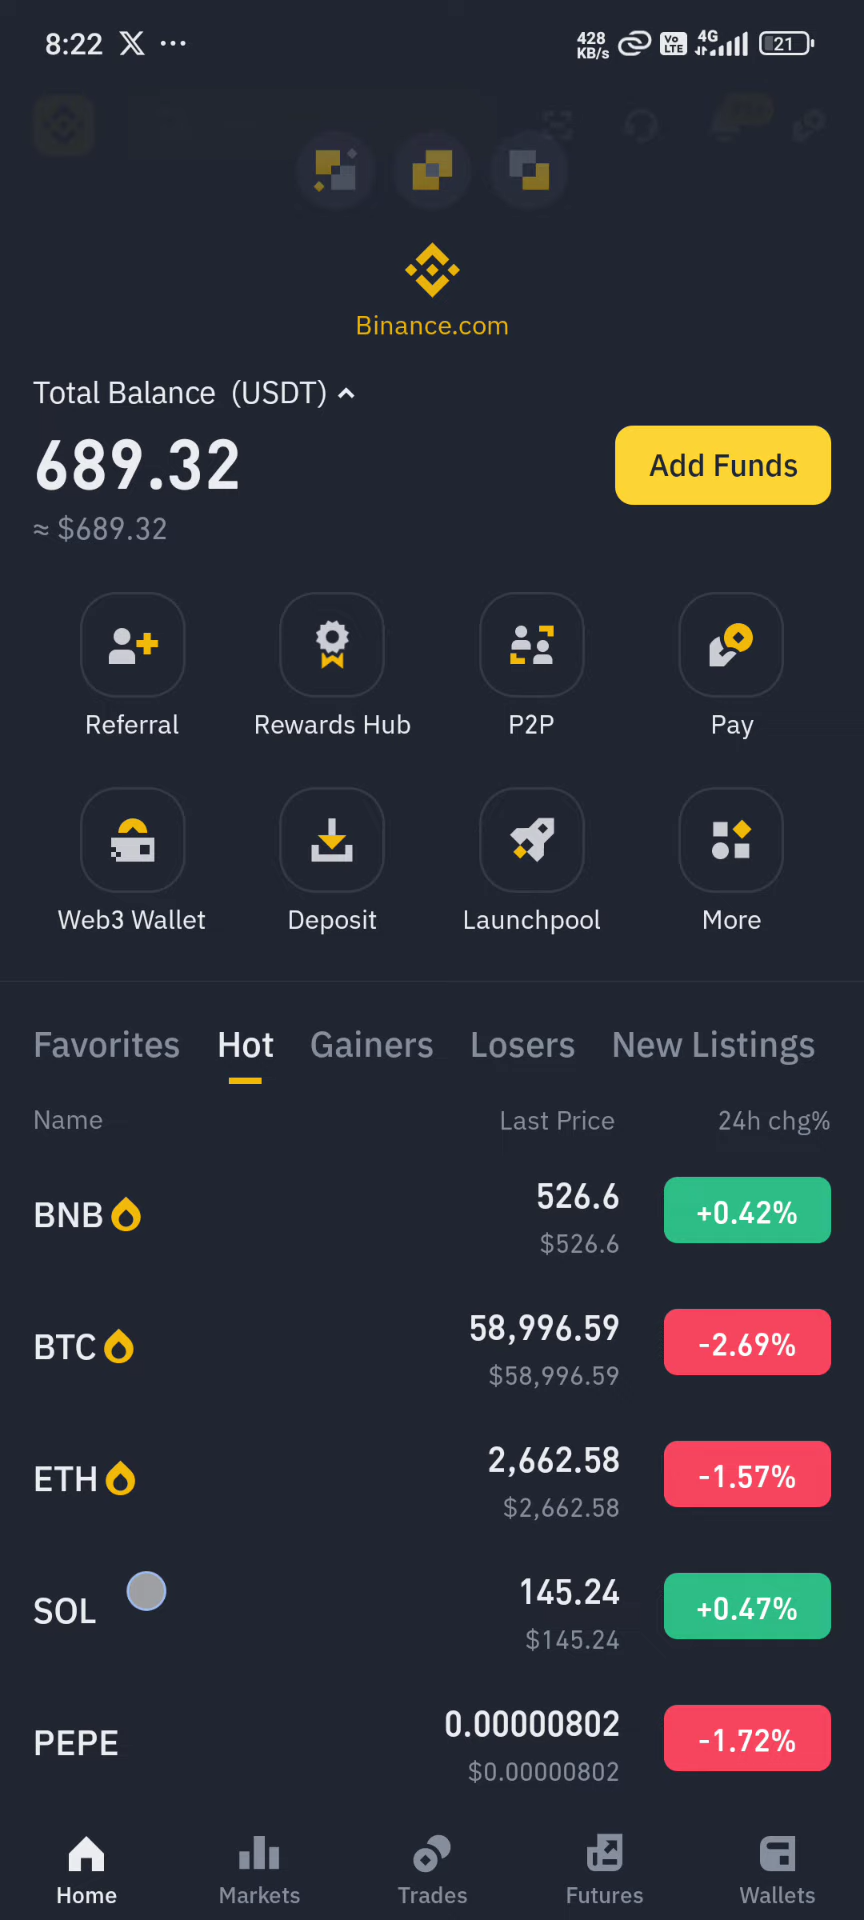 8:22
428
KB/s
Vo
LTE
4G
21
Binance.com
Total Balance (USDT)
689.32
≈ $689.32
Add Funds
Referral
Rewards Hub
P2P
Pay
Web3 Wallet
Deposit
Launchpool
More
Favorites Hot Gainers Losers New Listings
Name Last Price 24h chg%
BNB 526.6 +0.42%
$526.6
BTC 58,996.59 -2.69%
$58,996.59
ETH 2,662.58 -1.57%
$2,662.58
SOL 145.24 +0.47%
$145.24
PEPE 0.00000802 -1.72%
$0.00000802
Home Markets Trades Futures Wallets